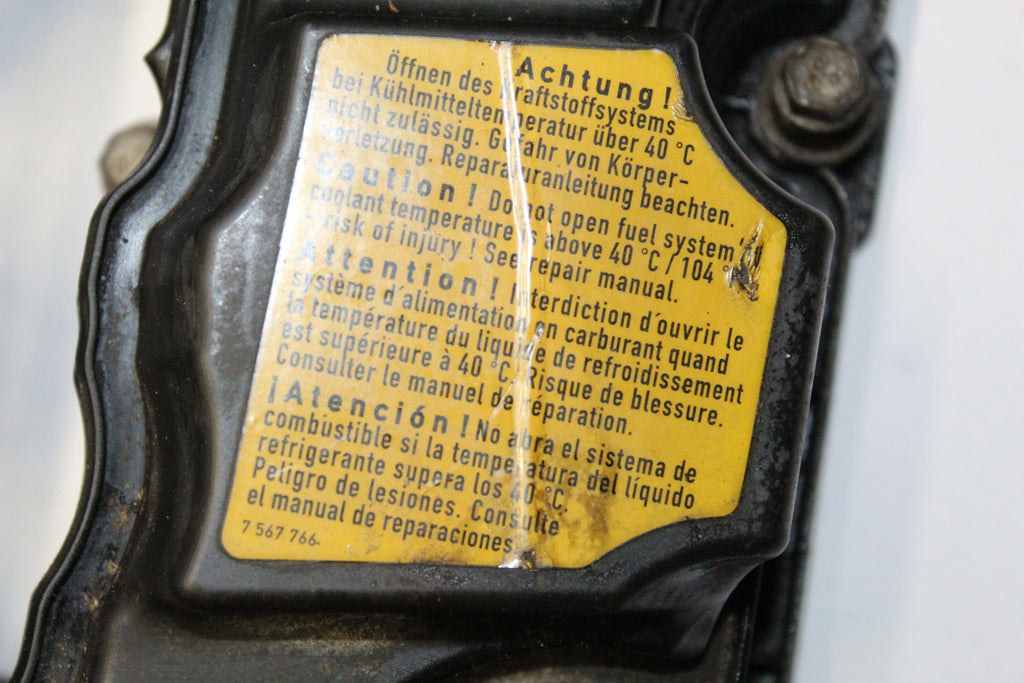 Achtung!
Öffnen des Kraftstoffsystems
bei Kühlmitteltemperatur über 40 °C
nicht zulässig. Gefahr von Körper-
verletzung. Reparaturanleitung beachten.
Caution! Do not open fuel system if
coolant temperature is above 40 °C / 104
- risk of injury! See repair manual.
Attention! Interdiction d'ouvrir le
système d'alimentation en carburant quand
la température du liquide de refroidissement
est supérieure à 40 °C. Risque de blessure.
Consulter le manuel de réparation.
¡Atención! No abra el sistema de
combustible si la temperatura del líquido
refrigerante supera los 40 °C.
Peligro de lesiones. Consulte
el manual de reparaciones
7 567 766-